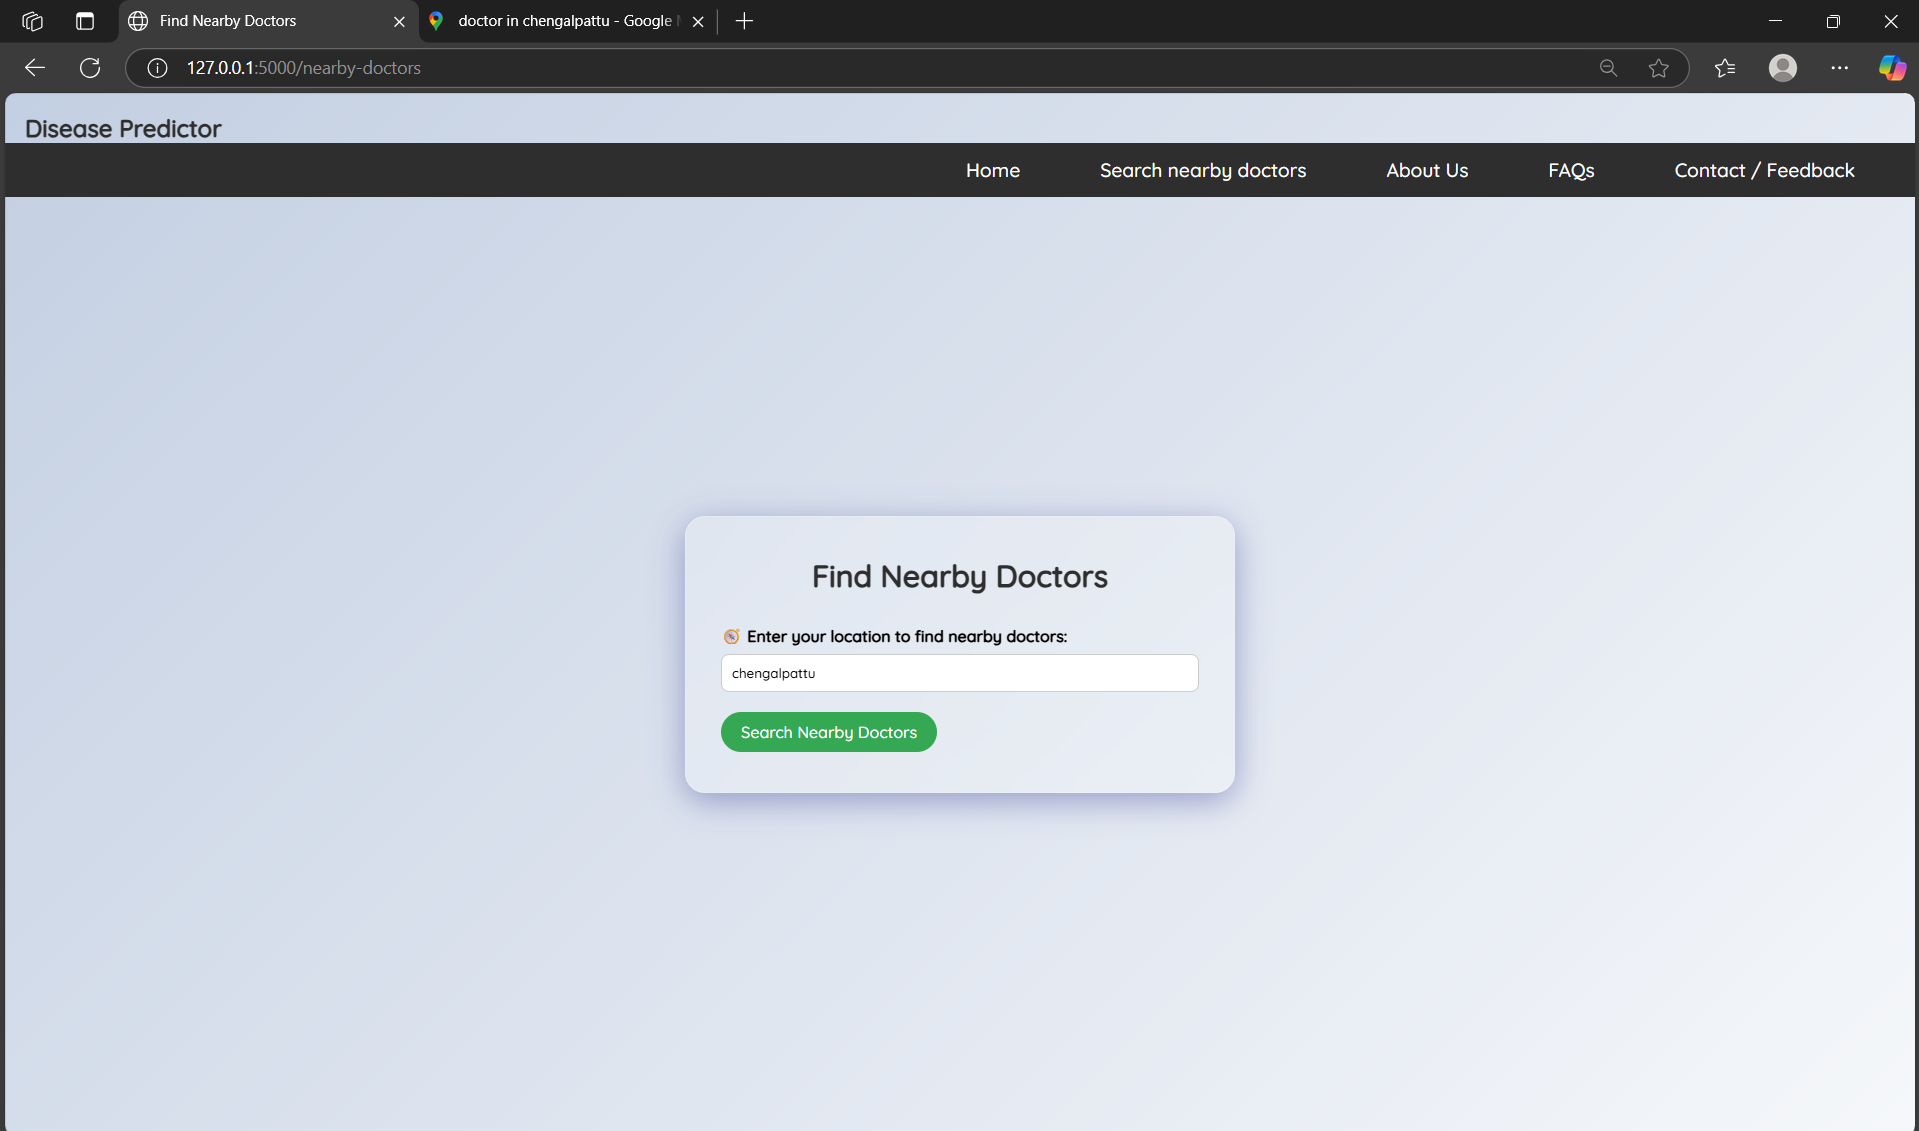 Find Nearby Doctors
doctor in chengalpattu - Google
127.0.0.1:5000/nearby-doctors
Disease Predictor
Home Search nearby doctors About Us FAQs Contact / Feedback
Find Nearby Doctors
Enter your location to find nearby doctors:
chengalpattu
Search Nearby Doctors